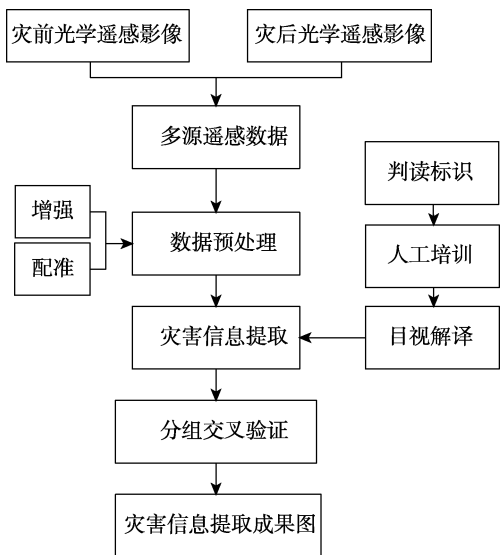 灾前光学遥感影像
灾后光学遥感影像
多源遥感数据
判读标识
增强
配准
数据预处理
人工培训
灾害信息提取
目视解译
分组交叉验证
灾害信息提取成果图